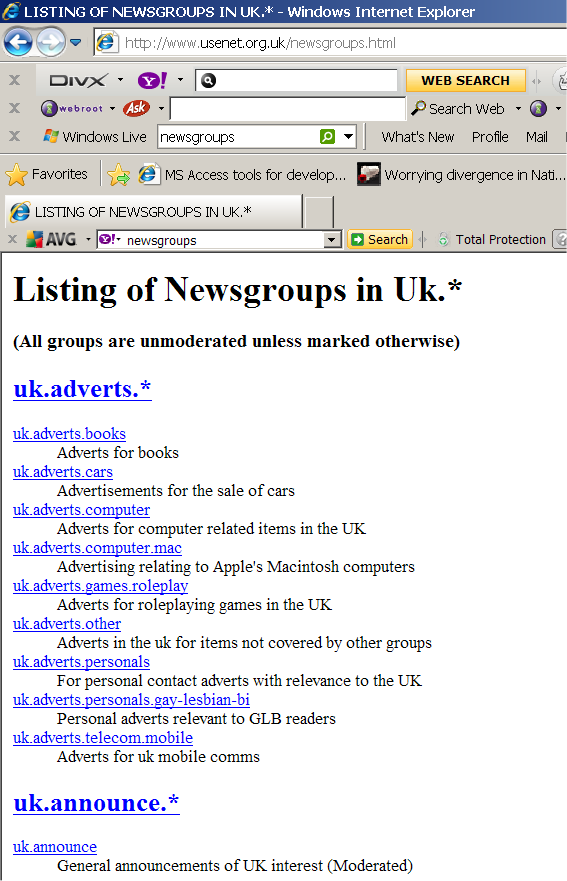 LISTING OF NEWSGROUPS IN UK.* - Windows Internet Explorer
http://www.usenet.org.uk/newsgroups.html
x DIVX Y! WEB SEARCH
x webroot Ask Search Web
x Windows Live newsgroups What's New Profile Mail
Favorites MS Access tools for develop... Worrying divergence in Nati...
LISTING OF NEWSGROUPS IN UK.*
x AVG Y! newsgroups Search Total Protection
Listing of Newsgroups in Uk.*
(All groups are unmoderated unless marked otherwise)
uk.adverts.*
uk.adverts.books
Adverts for books
uk.adverts.cars
Advertisements for the sale of cars
uk.adverts.computer
Adverts for computer related items in the UK
uk.adverts.computer.mac
Advertising relating to Apple's Macintosh computers
uk.adverts.games.roleplay
Adverts for roleplaying games in the UK
uk.adverts.other
Adverts in the uk for items not covered by other groups
uk.adverts.personals
For personal contact adverts with relevance to the UK
uk.adverts.personals.gay-lesbian-bi
Personal adverts relevant to GLB readers
uk.adverts.telecom.mobile
Adverts for uk mobile comms
uk.announce.*
uk.announce
General announcements of UK interest (Moderated)